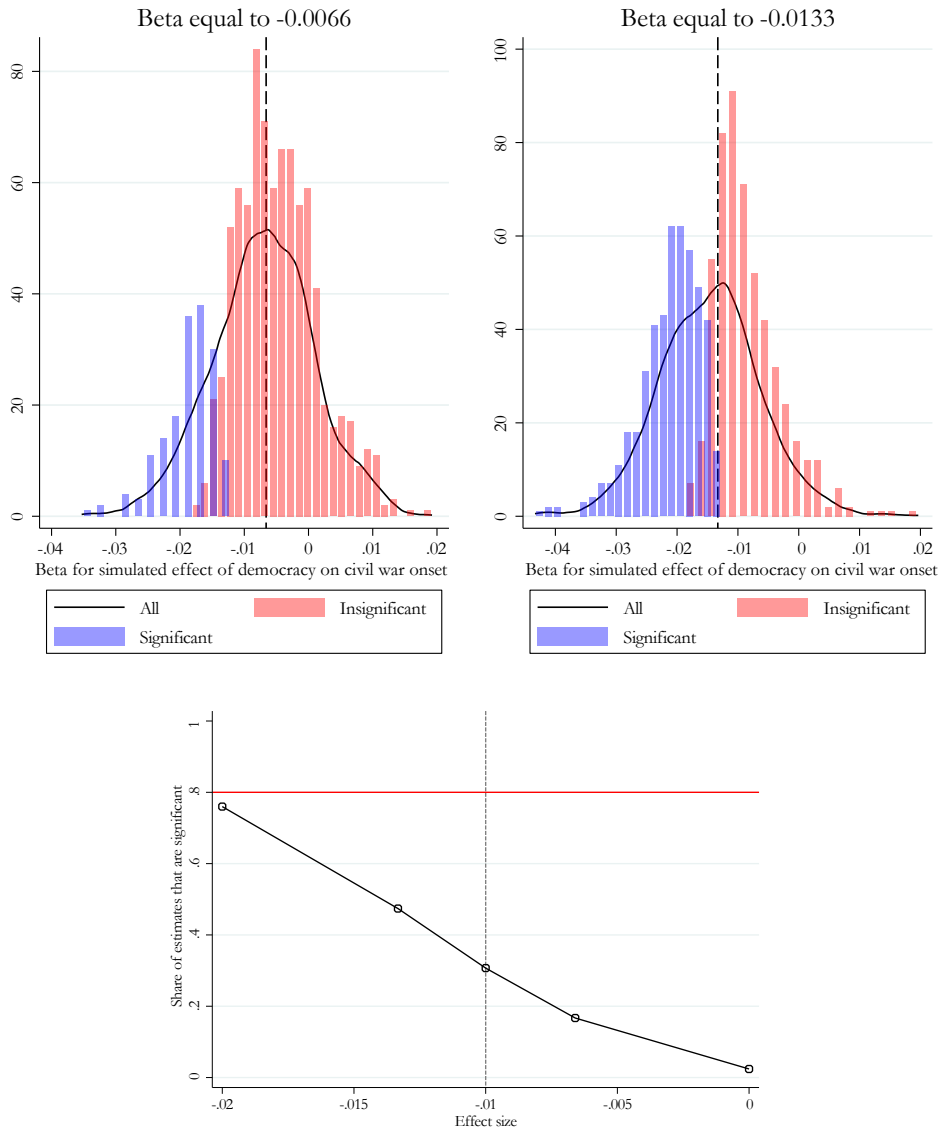 Beta equal to -0.0066
80
60
40
20
0
-.04 -.03 -.02 -.01 0 .01 .02
Beta for simulated effect of democracy on civil war onset
All Insignificant
Significant
Beta equal to -0.0133
100
80
60
40
20
0
-.04 -.03 -.02 -.01 0 .01 .02
Beta for simulated effect of democracy on civil war onset
All Insignificant
Significant
Share of estimates that are significant
1
.8
.6
.4
.2
0
-.02 -.015 -.01 -.005 0
Effect size